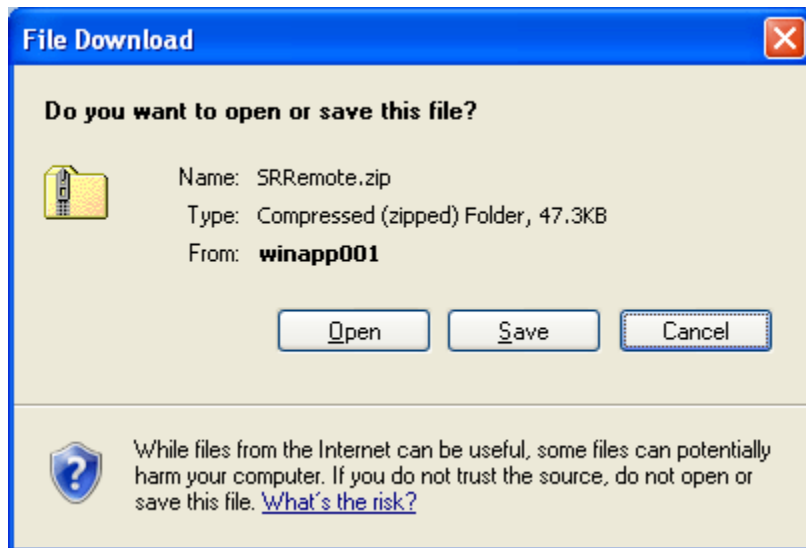 File Download
Do you want to open or save this file?
Name: SRRemote.zip
Type: Compressed (zipped) Folder, 47.3KB
From: winapp001
Open Save Cancel
While files from the Internet can be useful, some files can potentially
harm your computer. If you do not trust the source, do not open or
save this file. What's the risk?